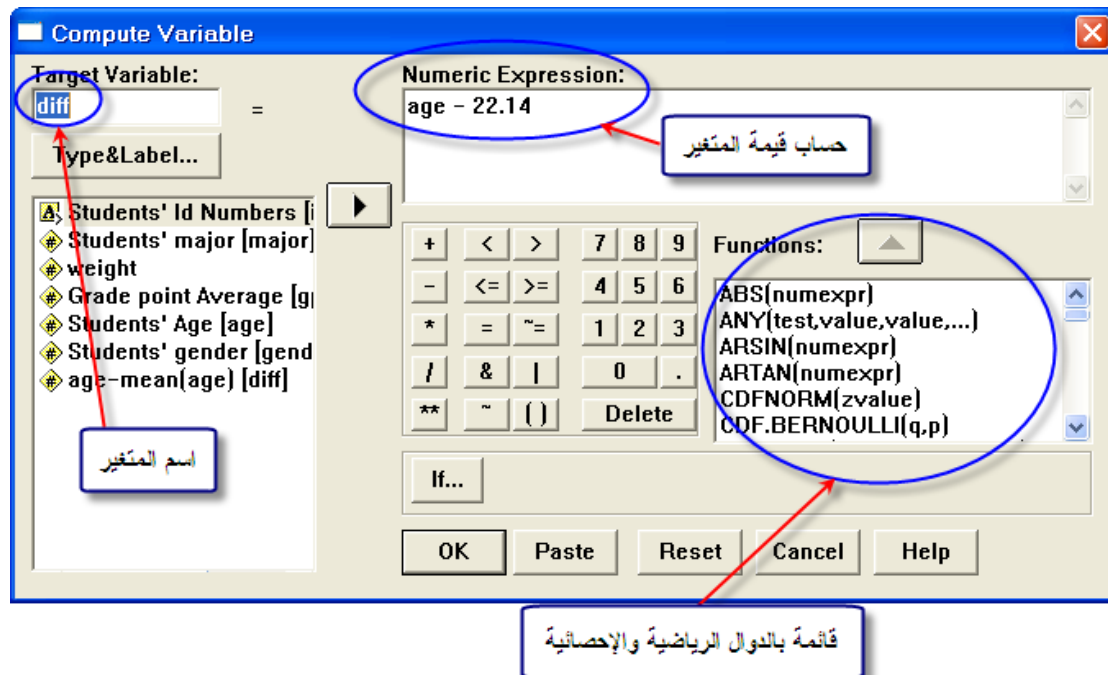 Compute Variable
Target Variable:
diff
=
Type&Label...
Numeric Expression:
age - 22.14
حساب قيمة المتغير
Students' Id Numbers [i
Students' major [major]
weight
Grade point Average [g
Students' Age [age]
Students' gender [gend
age-mean(age) [diff]
اسم المتغير
+ < > 7 8 9
- <= >= 4 5 6
* = ~= 1 2 3
/ & | 0 .
** ~ ( ) Delete
Functions:
ABS(numexpr)
ANY(test,value,value,...)
ARSIN(numexpr)
ARTAN(numexpr)
CDFNORM(zvalue)
CDF.BERNOULLI(q,p)
If...
OK Paste Reset Cancel Help
قائمة بالدوال الرياضية والإحصائية